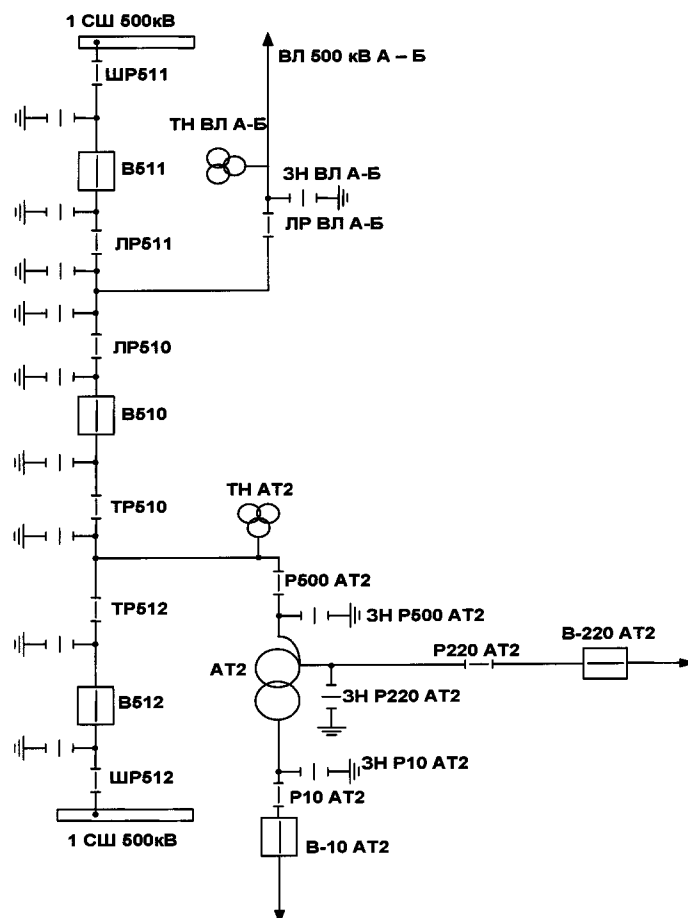 1 СШ 500кВ
ШР511
ВЛ 500 кВ А – Б
ТН ВЛ А-Б
В511
ЗН ВЛ А-Б
ЛР ВЛ А-Б
ЛР511
ЛР510
В510
ТР510
ТН АТ2
Р500 АТ2
ТР512
ЗН Р500 АТ2
В-220 АТ2
Р220 АТ2
АТ2
ЗН Р220 АТ2
В512
ШР512
ЗН Р10 АТ2
Р10 АТ2
1 СШ 500кВ
В-10 АТ2